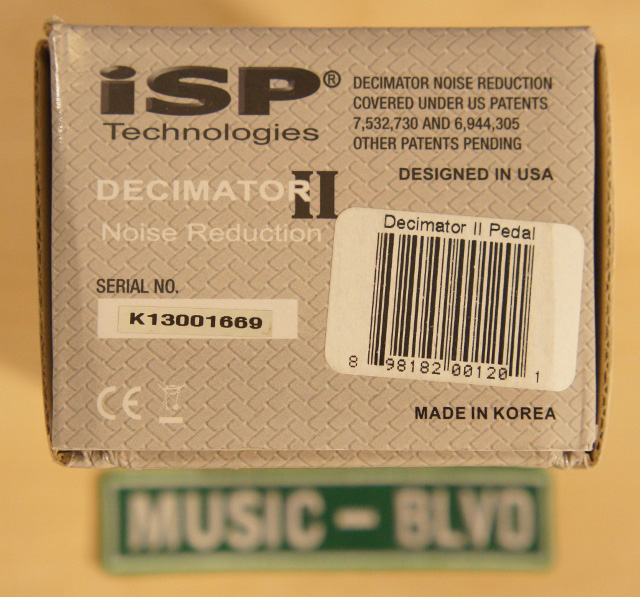 iSP®
Technologies
DECIMATOR II
Noise Reduction
DECIMATOR NOISE REDUCTION
COVERED UNDER US PATENTS
7,532,730 AND 6,944,305
OTHER PATENTS PENDING
DESIGNED IN USA
Decimator II Pedal
8 98182 00120 1
SERIAL NO.
K13001669
CE
MADE IN KOREA
MUSIC - BLVD